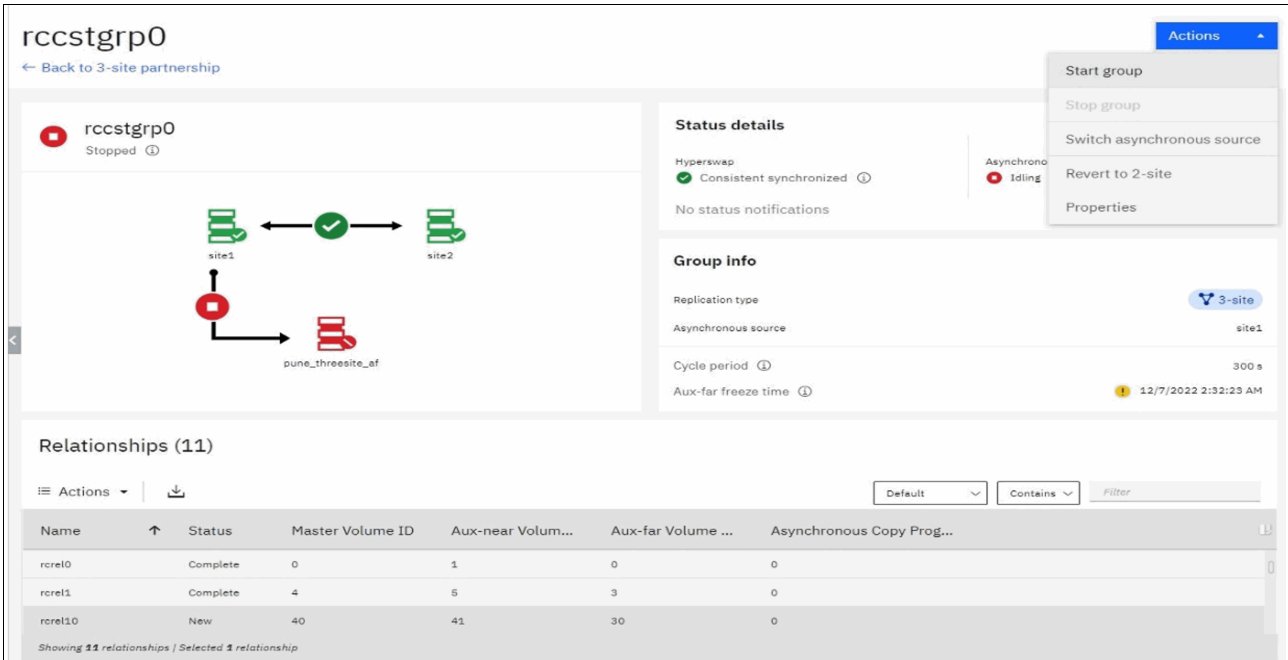 rccstgrp0
← Back to 3-site partnership
Actions
Start group
Stop group
Switch asynchronous source
Revert to 2-site
Properties
rccstgrp0
Stopped
site1
site2
pune_threesite_af
Status details
Hyperswap
Consistent synchronized
Asynchrono
Idling
No status notifications
Group info
Replication type 3-site
Asynchronous source site1
Cycle period 300 s
Aux-far freeze time 12/7/2022 2:32:23 AM
Relationships (11)
Actions Default Contains Filter
Name Status Master Volume ID Aux-near Volum... Aux-far Volume ... Asynchronous Copy Prog...
rcrel0 Complete 0 1 0 0
rcrel1 Complete 4 5 3 0
rcrel10 New 40 41 30 0
Showing 11 relationships | Selected 1 relationship